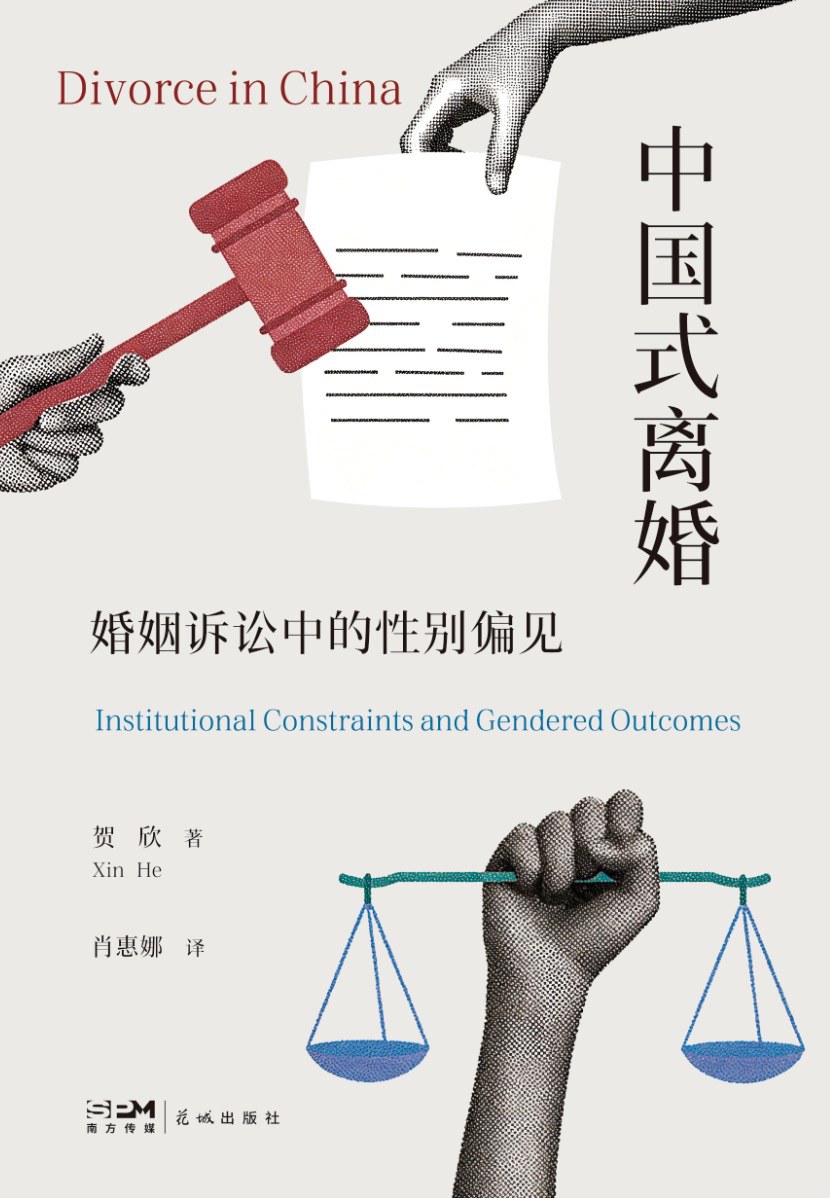 Divorce in China
中国式离婚
婚姻诉讼中的性别偏见
Institutional Constraints and Gendered Outcomes
贺 欣 著
Xin He
肖惠娜 译
SPM
南方传媒
花城出版社